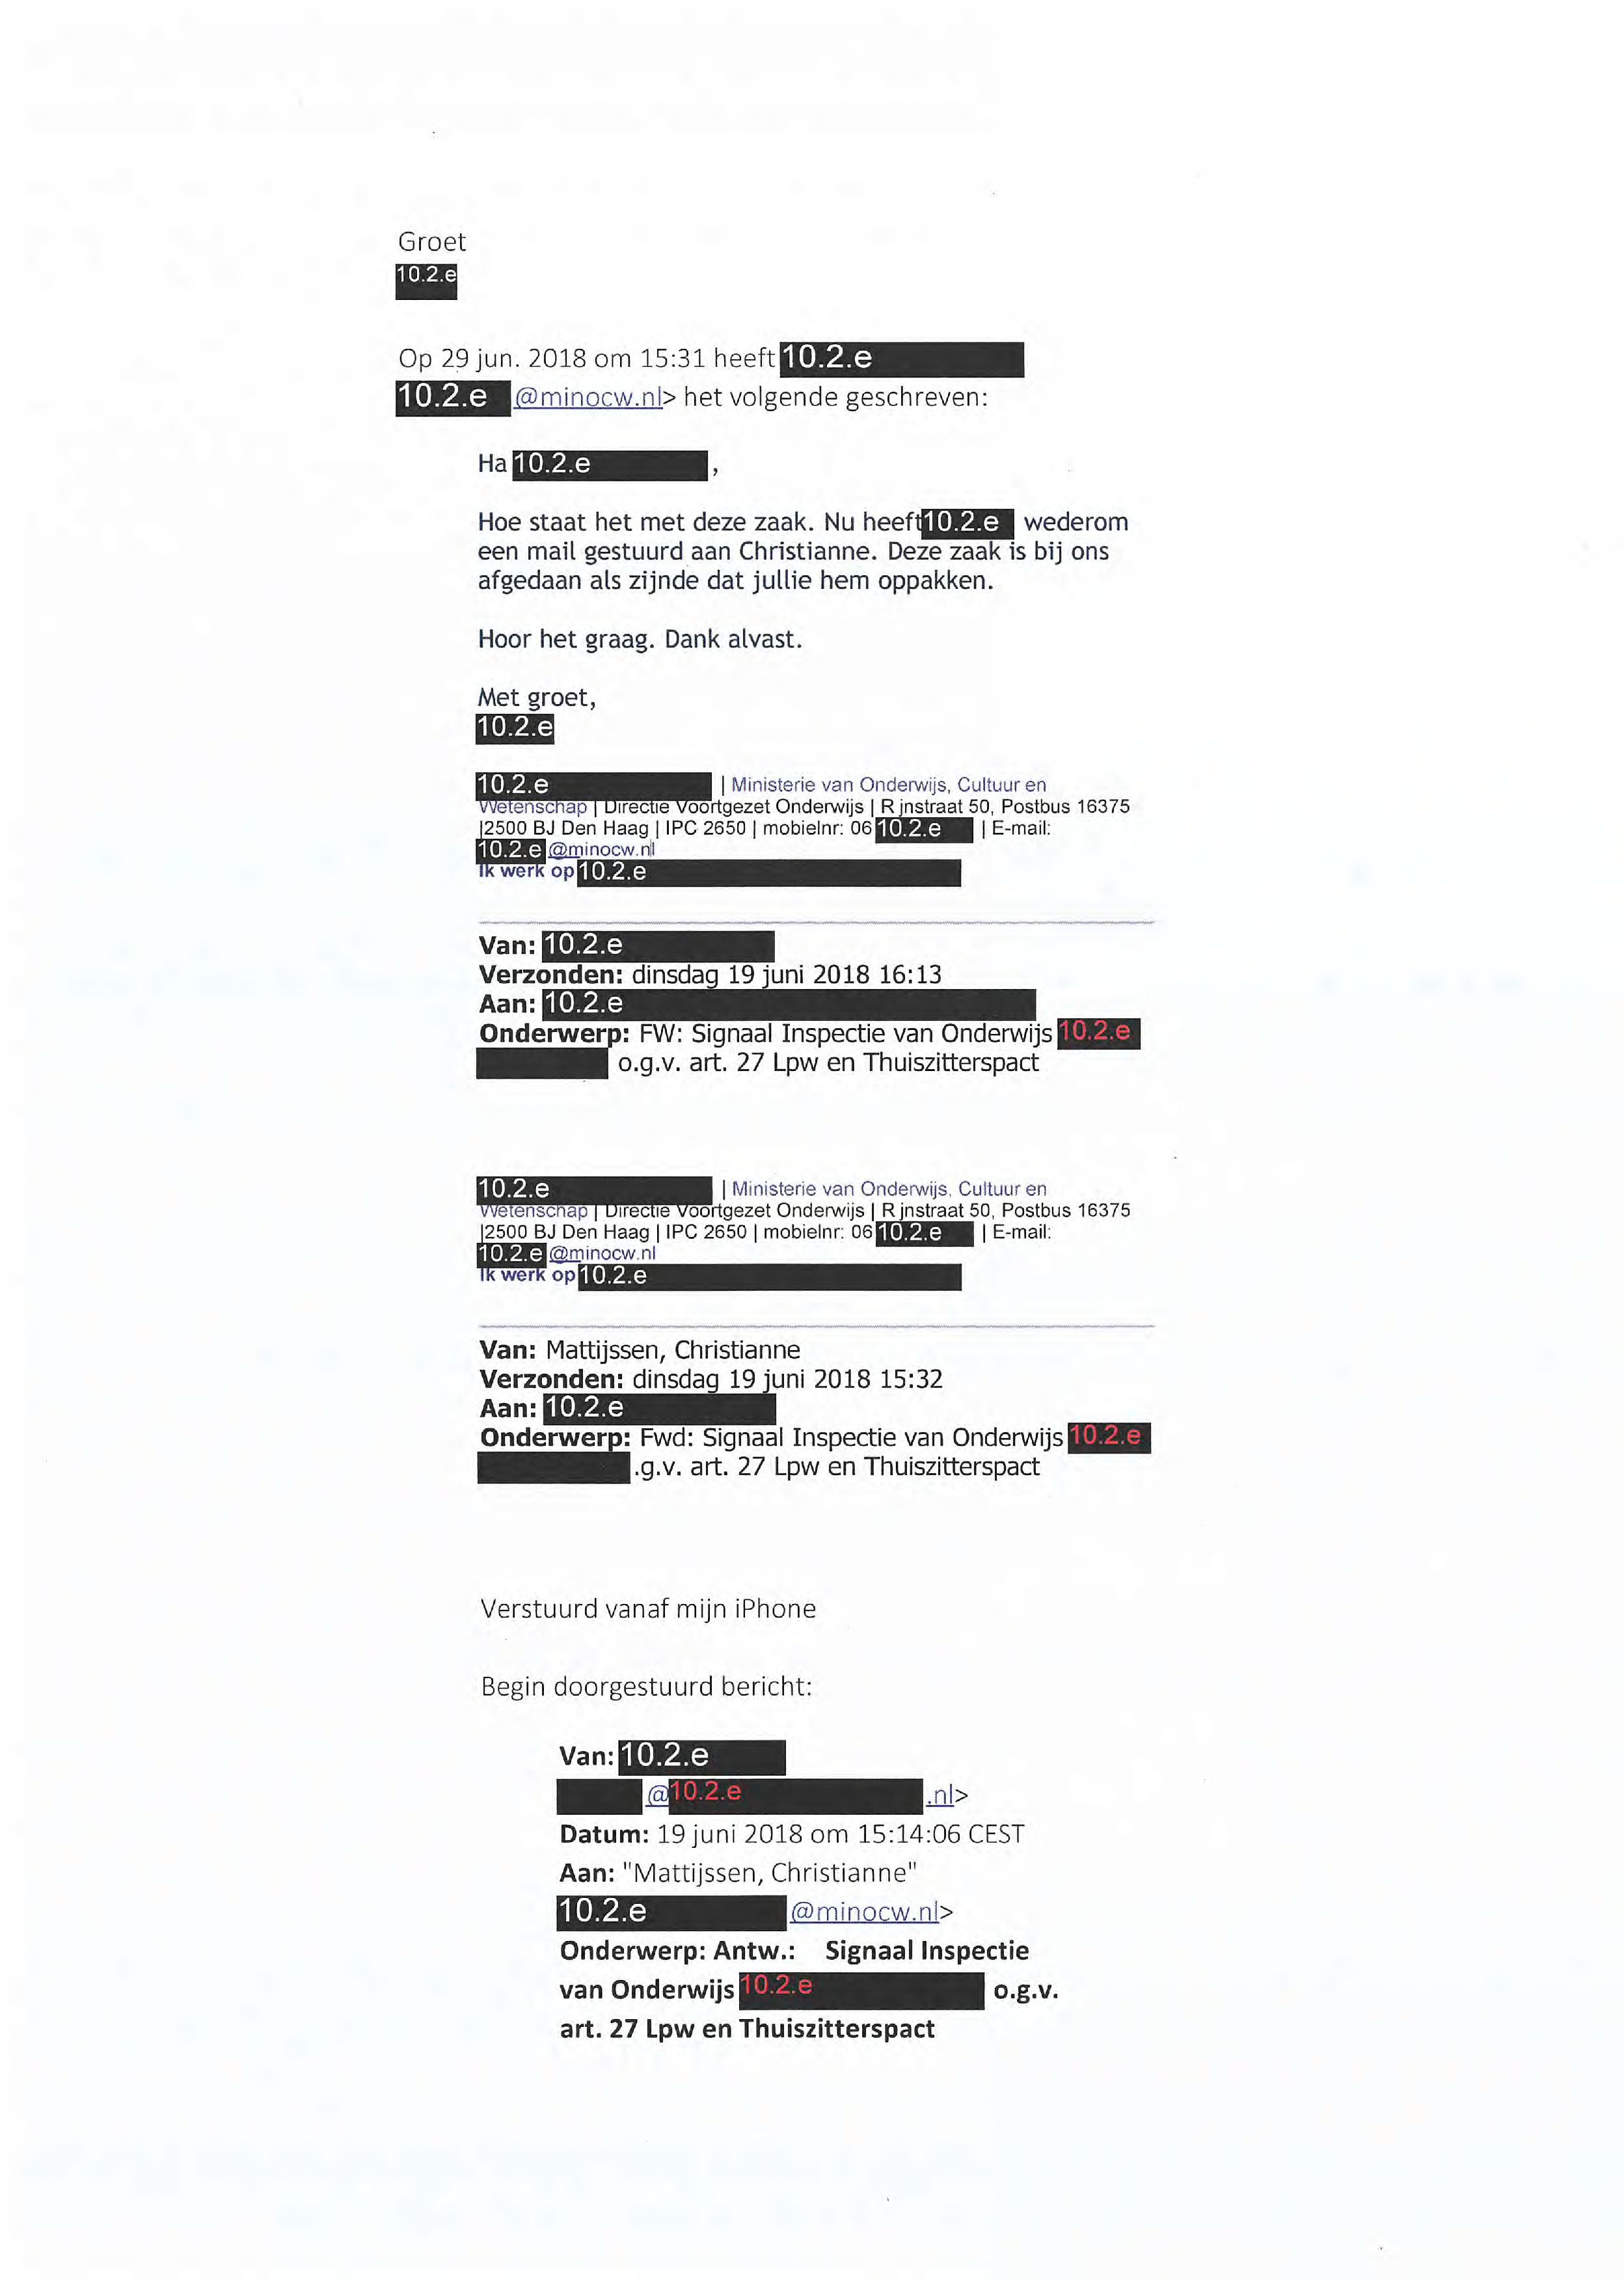 Groet
10.2.e
Op 29 jun. 2018 om 15:31 heeft 10.2.e
10.2.e @minocw.nl> het volgende geschreven:
Ha 10.2.e ,
Hoe staat het met deze zaak. Nu heeft 10.2.e wederom
een mail gestuurd aan Christianne. Deze zaak is bij ons
afgedaan als zijnde dat jullie hem oppakken.
Hoor het graag. Dank alvast.
Met groet,
10.2.e
10.2.e | Ministerie van Onderwijs, Cultuur en
Wetenschap | Directie Voortgezet Onderwijs | R jnstraat 50, Postbus 16375
|2500 BJ Den Haag | IPC 2650 | mobielnr: 06 10.2.e | E-mail:
10.2.e @minocw.nl
Ik werk op 10.2.e
Van: 10.2.e
Verzonden: dinsdag 19 juni 2018 16:13
Aan: 10.2.e
Onderwerp: FW: Signaal Inspectie van Onderwijs 10.2.e
o.g.v. art. 27 Lpw en Thuiszitterspact
10.2.e | Ministerie van Onderwijs, Cultuur en
Wetenschap | Directie Voortgezet Onderwijs | R jnstraat 50, Postbus 16375
|2500 BJ Den Haag | IPC 2650 | mobielnr: 06 10.2.e | E-mail:
10.2.e @minocw.nl
Ik werk op 10.2.e
Van: Mattijssen, Christianne
Verzonden: dinsdag 19 juni 2018 15:32
Aan: 10.2.e
Onderwerp: Fwd: Signaal Inspectie van Onderwijs 10.2.e
.g.v. art. 27 Lpw en Thuiszitterspact
Verstuurd vanaf mijn iPhone
Begin doorgestuurd bericht:
Van: 10.2.e
@10.2.e .nl>
Datum: 19 juni 2018 om 15:14:06 CEST
Aan: "Mattijssen, Christianne"
10.2.e @minocw.nl>
Onderwerp: Antw.: Signaal Inspectie
van Onderwijs 10.2.e o.g.v.
art. 27 Lpw en Thuiszitterspact